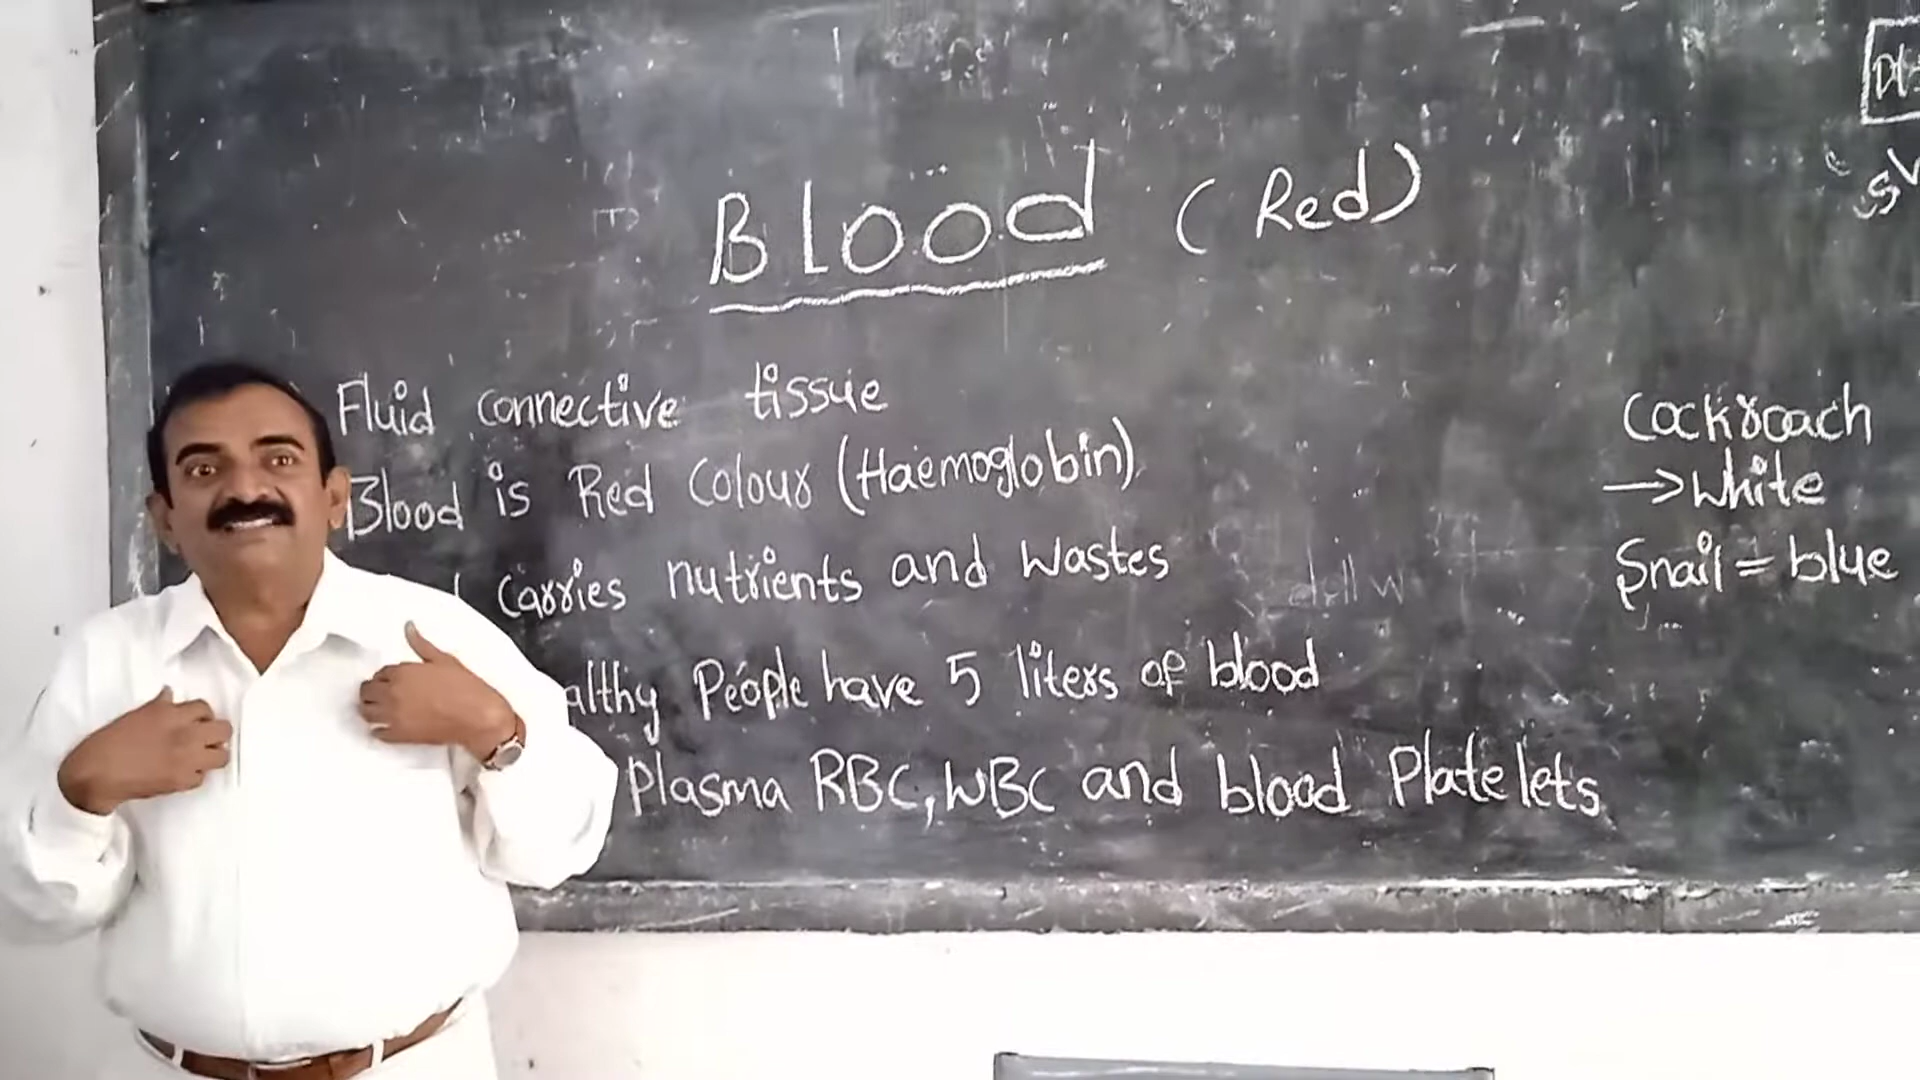 Blood (Red)
Fluid connective tissue
Blood is Red Colour (Haemoglobin)
carries nutrients and wastes
althy People have 5 liters of blood
Plasma RBC, WBC and blood Platelets
Cockroach
→ White
Snail = blue